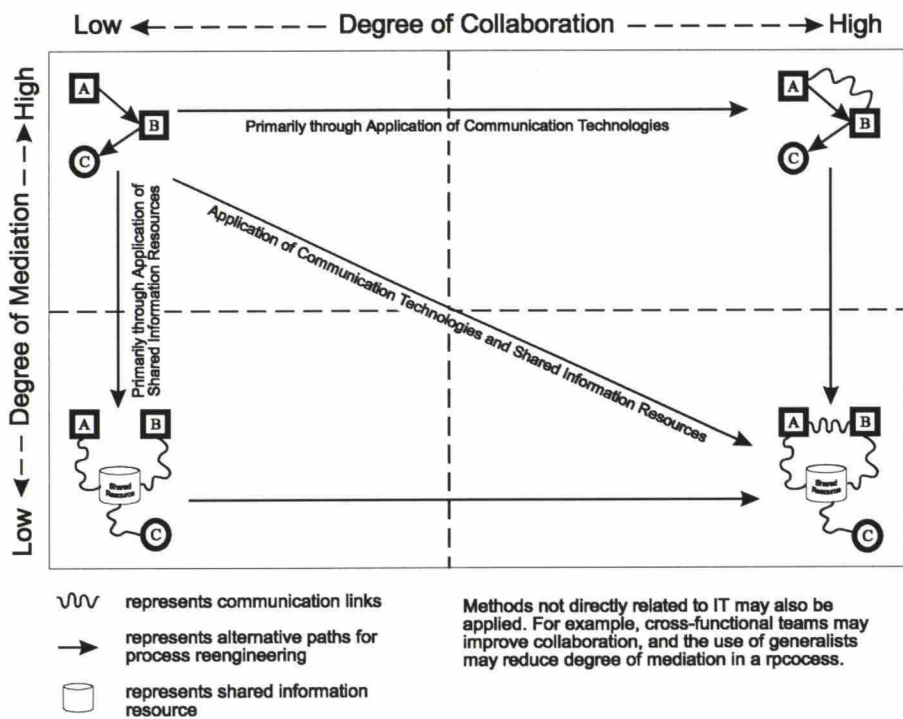 Low Degree of Collaboration High
High
Degree of Mediation
Low
A
B
C
Primarily through Application of Communication Technologies
A
B
C
Primarily through Application of
Shared Information Resources
Application of Communication Technologies and Shared Information Resources
A
B
Shared
Resource
C
A
B
Shared
Resource
C
represents communication links
represents alternative paths for
process reengineering
represents shared information
resource
Methods not directly related to IT may also be
applied. For example, cross-functional teams may
improve collaboration, and the use of generalists
may reduce degree of mediation in a rpocess.